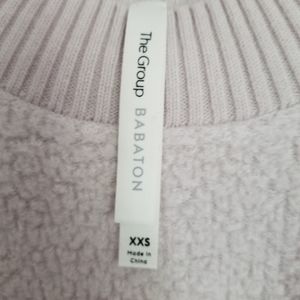 The Group BABATON
XXS
Made in
China